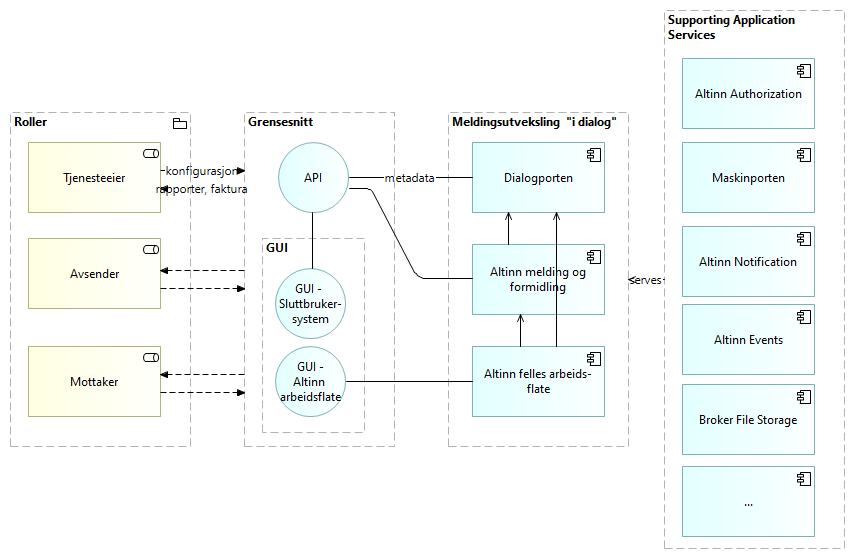 Supporting Application
Services
Altinn Authorization
Maskinporten
Altinn Notification
Altinn Events
Broker File Storage
...
Roller
Tjenesteeier
Avsender
Mottaker
konfigurasjon
rapporter, faktura
Grensesnitt
API
GUI
GUI -
Sluttbruker-
system
GUI -
Altinn
arbeidsflate
metadata
Meldingsutveksling "i dialog"
Dialogporten
Altinn melding og
formidling
Altinn felles arbeids-
flate
serves